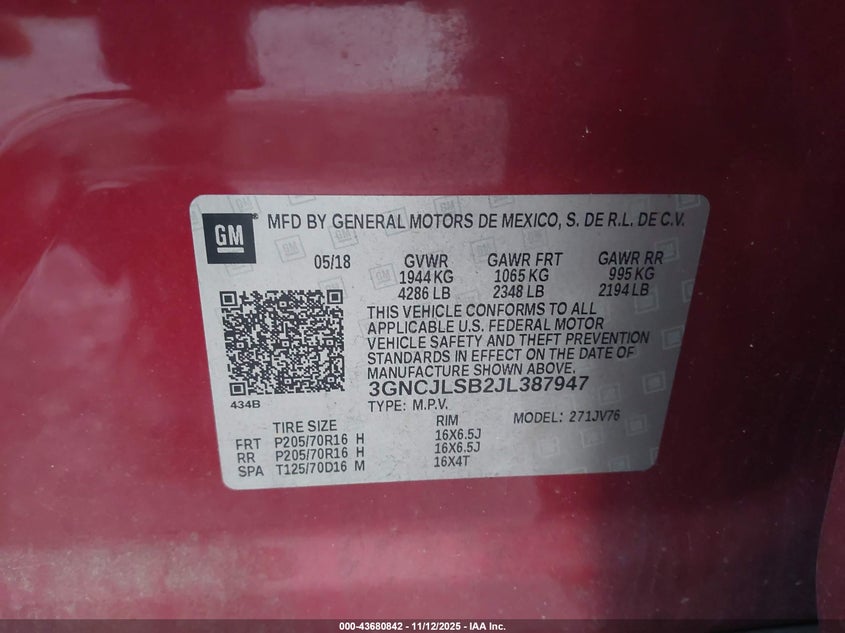 GM
MFD BY GENERAL MOTORS DE MEXICO, S. DE R.L. DE C.V.
05/18 GVWR GAWR FRT GAWR RR
1944 KG 1065 KG 995 KG
4286 LB 2348 LB 2194 LB
THIS VEHICLE CONFORMS TO ALL
APPLICABLE U.S. FEDERAL MOTOR
VEHICLE SAFETY AND THEFT PREVENTION
STANDARDS IN EFFECT ON THE DATE OF
MANUFACTURE SHOWN ABOVE.
3GNCJLSB2JL387947
434B
TYPE: M.P.V. MODEL: 271JV76
TIRE SIZE RIM
FRT P205/70R16 H 16X6.5J
RR P205/70R16 H 16X6.5J
SPA T125/70D16 M 16X4T
000-43680842 - 11/12/2025 - IAA Inc.